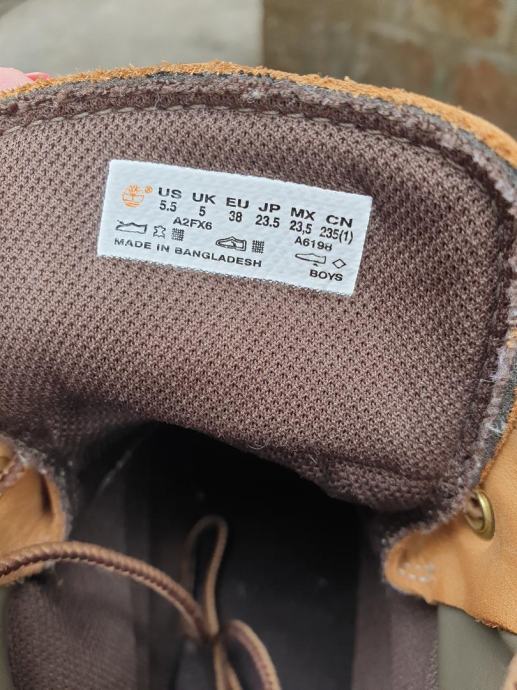 ® US UK EU JP MX CN
5.5 5 38 23.5 23,5 235(1)
A2FX6 A6198
MADE IN BANGLADESH BOYS